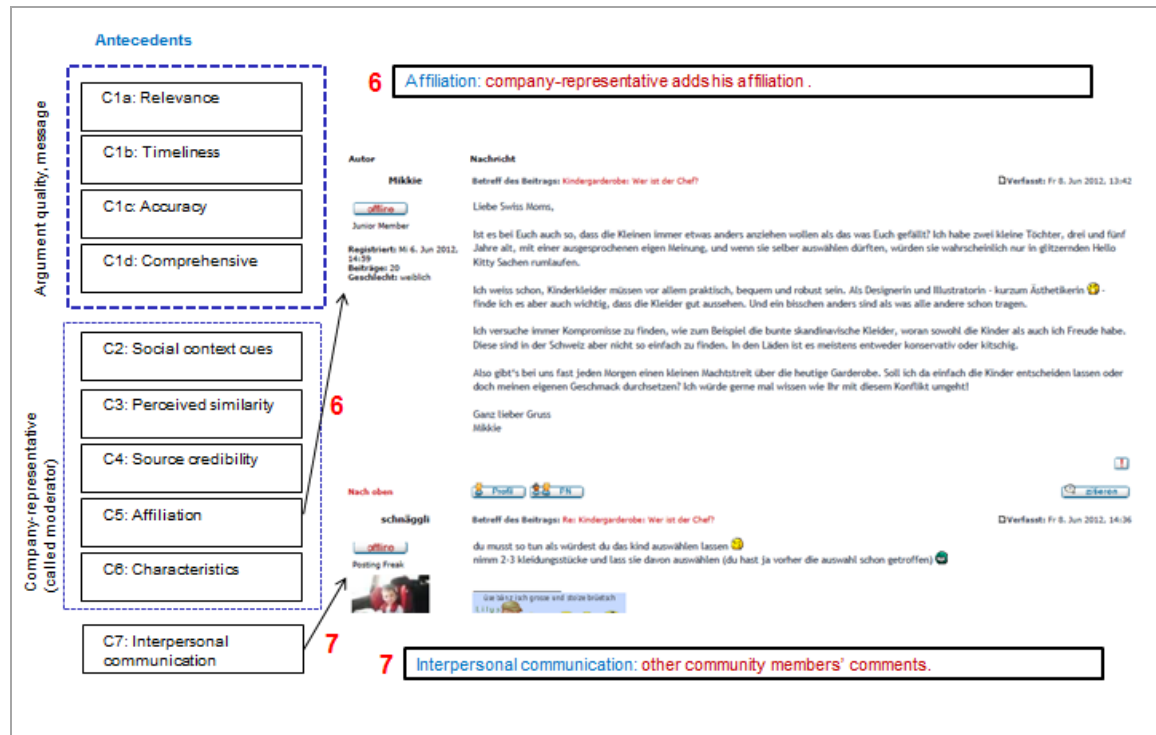 Antecedents
Argument quality, message
C1a: Relevance
C1b: Timeliness
C1c: Accuracy
C1d: Comprehensive
Company-representative
(called moderator)
C2: Social context cues
C3: Perceived similarity
C4: Source credibility
C5: Affiliation
C6: Characteristics
C7: Interpersonal
communication
6
7
6 Affiliation: company-representative adds his affiliation .
Autor Nachricht
Mikkie Betreff des Beitrags: Kindergarderobe: Wer ist der Chef? Verfasst: Fr 8. Jun 2012, 13:42
offline
Junior Member
Registriert: Mi 6. Jun 2012,
14:59
Beiträge: 20
Geschlecht: weiblich
Liebe Swiss Moms,
Ist es bei Euch auch so, dass die Kleinen immer etwas anders anziehen wollen als das was Euch gefällt? Ich habe zwei kleine Töchter, drei und fünf
Jahre alt, mit einer ausgesprochenen eigen Meinung, und wenn sie selber auswählen dürften, würden sie wahrscheinlich nur in glitzernden Hello
Kitty Sachen rumlaufen.
Ich weiss schon, Kinderkleider müssen vor allem praktisch, bequem und robust sein. Als Designerin und Illustratorin - kurzum Ästhetikerin -
finde ich es aber auch wichtig, dass die Kleider gut aussehen. Und ein bisschen anders sind als was alle andere schon tragen.
Ich versuche immer Kompromisse zu finden, wie zum Beispiel die bunte skandinavische Kleider, woran sowohl die Kinder als auch ich Freude habe.
Diese sind in der Schweiz aber nicht so einfach zu finden. In den Läden ist es meistens entweder konservativ oder kitschig.
Also gibt's bei uns fast jeden Morgen einen kleinen Machtstreit über die heutige Garderobe. Soll ich da einfach die Kinder entscheiden lassen oder
doch meinen eigenen Geschmack durchsetzen? Ich würde gerne mal wissen wie Ihr mit diesem Konflikt umgeht!
Ganz lieber Gruss
Mikkie
Nach oben Profil PN zitieren
schnäggli Betreff des Beitrags: Re: Kindergarderobe: Wer ist der Chef? Verfasst: Fr 8. Jun 2012, 14:36
offline
Posting Freak
du musst so tun als würdest du das kind auswählen lassen
nimm 2-3 kleidungsstücke und lass sie davon auswählen (du hast ja vorher die auswahl schon getroffen)
7 Interpersonal communication: other community members' comments.